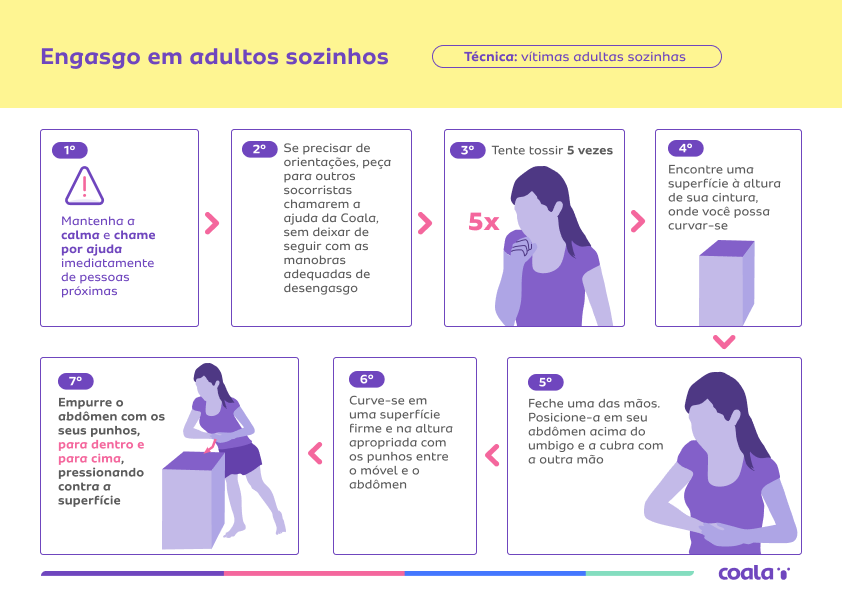 Engasgo em adultos sozinhos
Técnica: vítimas adultas sozinhas
1º
Mantenha a
calma e chame
por ajuda
imediatamente
de pessoas
próximas
2º
Se precisar de
orientações, peça
para outros
socorristas
chamarem a
ajuda da Coala,
sem deixar de
seguir com as
manobras
adequadas de
desengasgo
3º
Tente tossir 5 vezes
5x
4º
Encontre uma
superfície à altura
de sua cintura,
onde você possa
curvar-se
5º
Feche uma das mãos.
Posicione-a em seu
abdômen acima do
umbigo e a cubra com
a outra mão
6º
Curve-se em
uma superfície
firme e na altura
apropriada com
os punhos entre
o móvel e o
abdômen
7º
Empurre o
abdômen com os
seus punhos,
para dentro e
para cima,
pressionando
contra a
superfície
coala